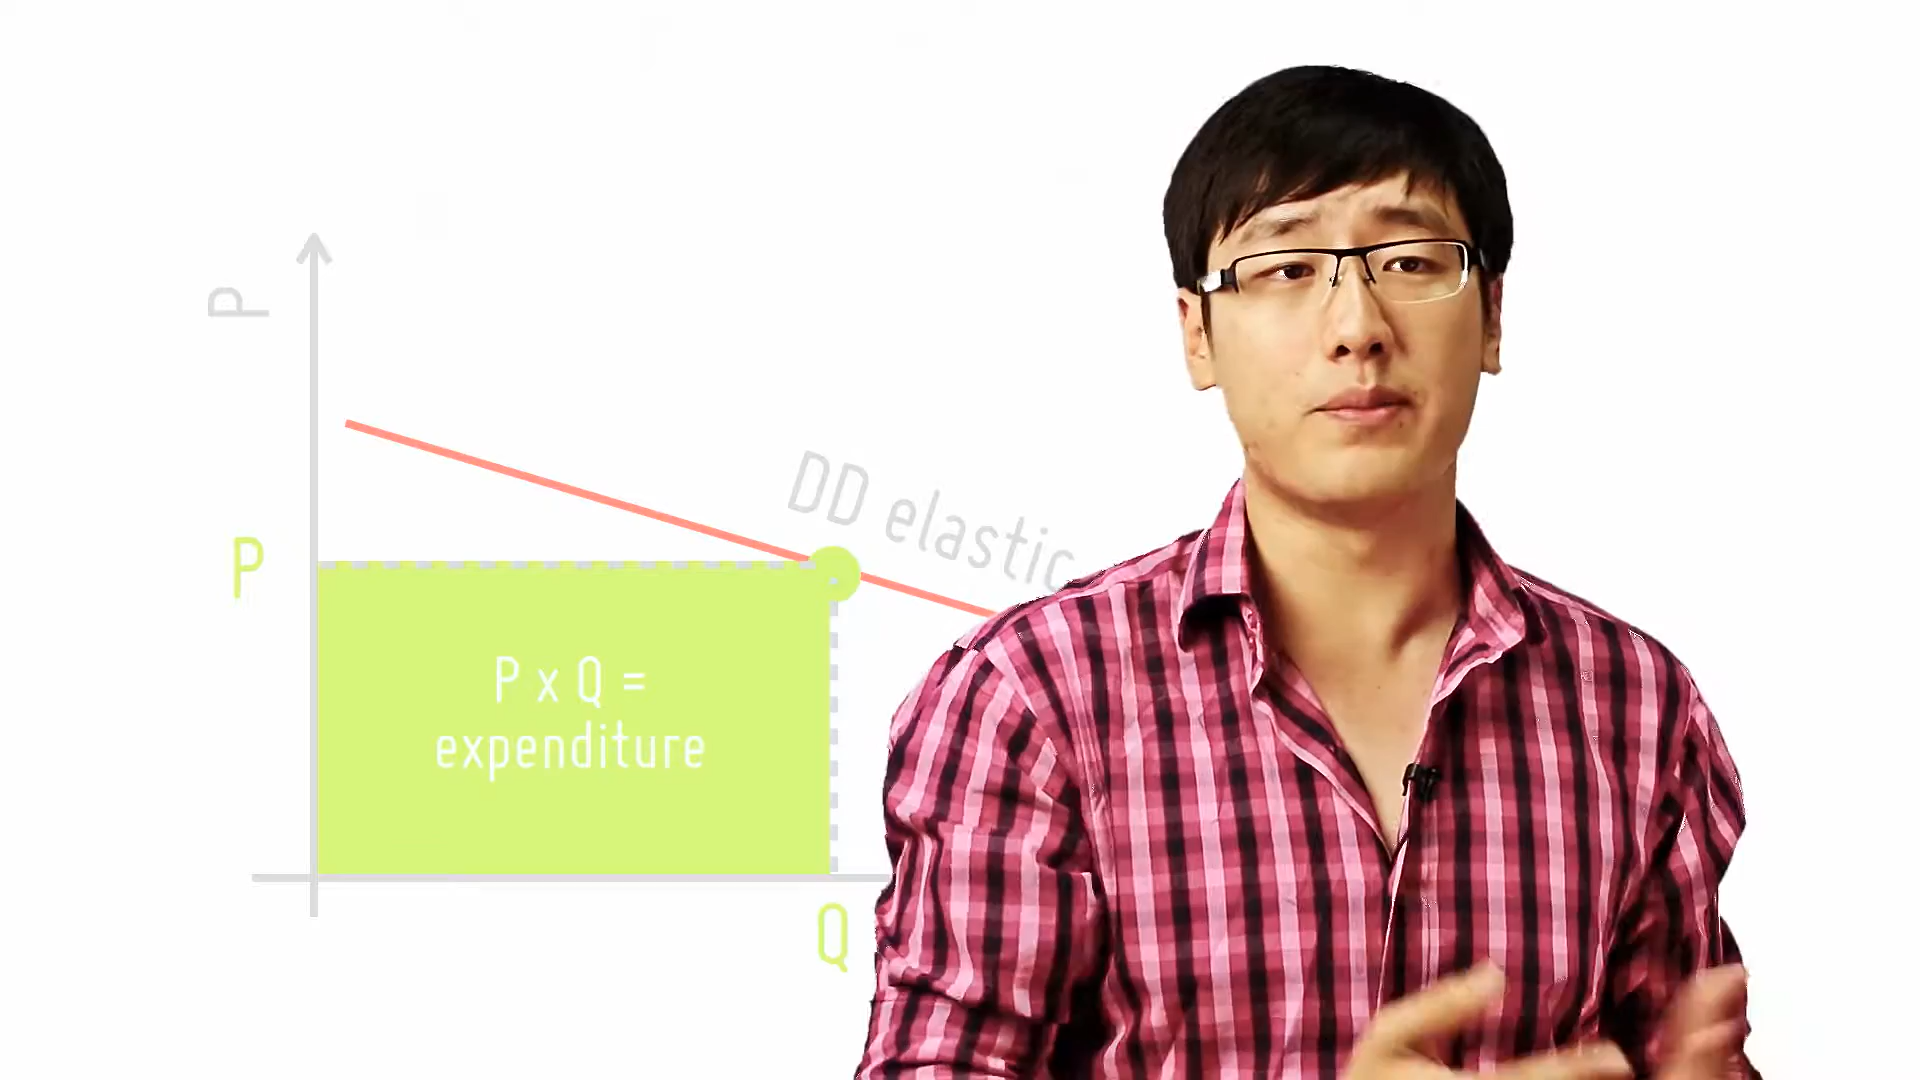 P
DD elastic
P
P x Q =
expenditure
Q